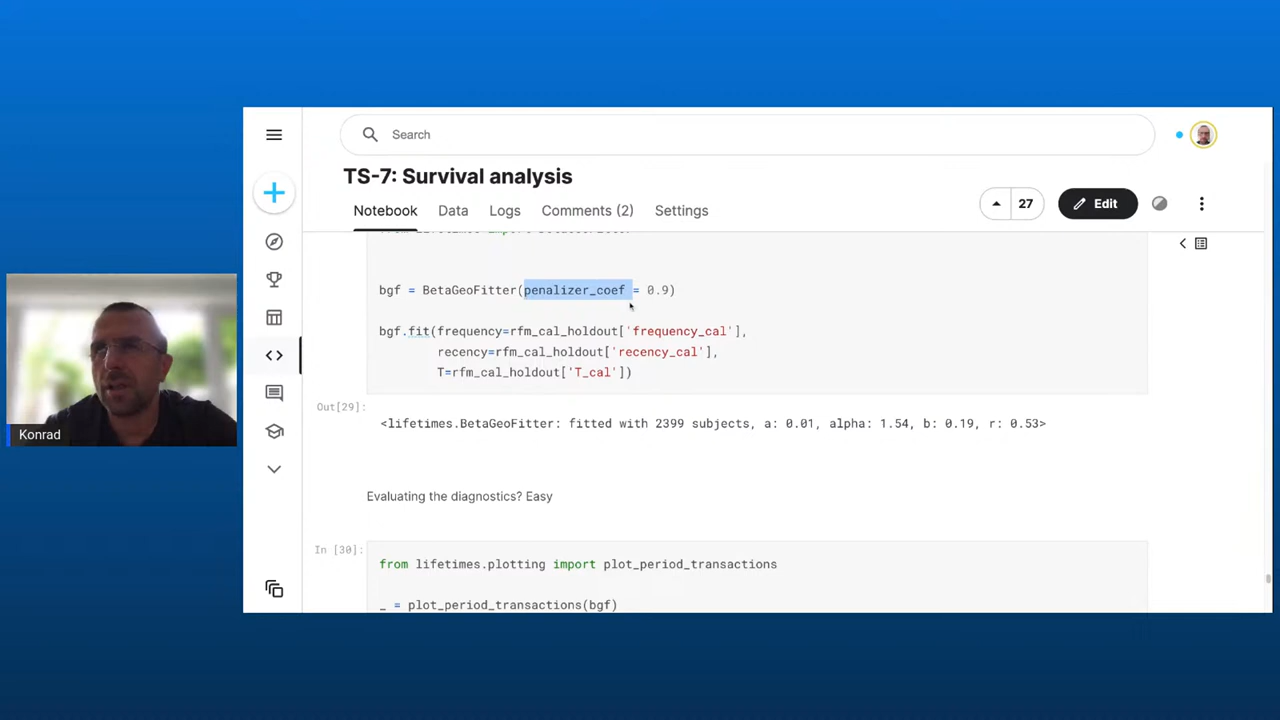 Search
TS-7: Survival analysis
Notebook
Data
Logs
Comments (2)
Settings
27
Edit
bgf = BetaGeoFitter(penalizer_coef = 0.9)
bgf.fit(frequency=rfm_cal_holdout['frequency_cal'],
recency=rfm_cal_holdout['recency_cal'],
T=rfm_cal_holdout['T_cal'])
Out[29]:
<lifetimes.BetaGeoFitter: fitted with 2399 subjects, a: 0.01, alpha: 1.54, b: 0.19, r: 0.53>
Evaluating the diagnostics? Easy
In [30]:
from lifetimes.plotting import plot_period_transactions
_ = plot_period_transactions(bgf)
Konrad